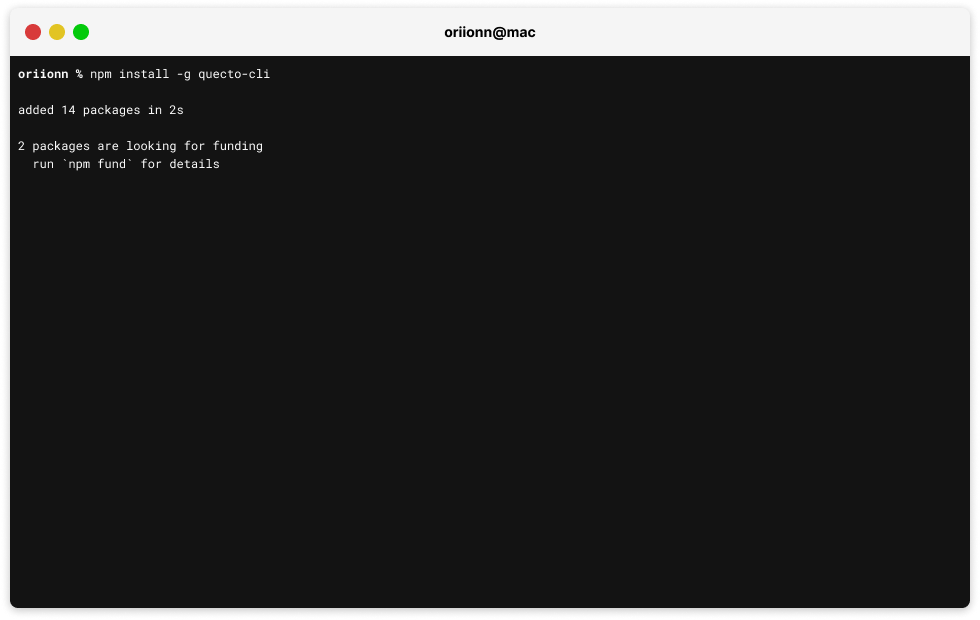 oriionn@mac
oriionn % npm install -g quecto-cli
added 14 packages in 2s
2 packages are looking for funding
  run `npm fund` for details